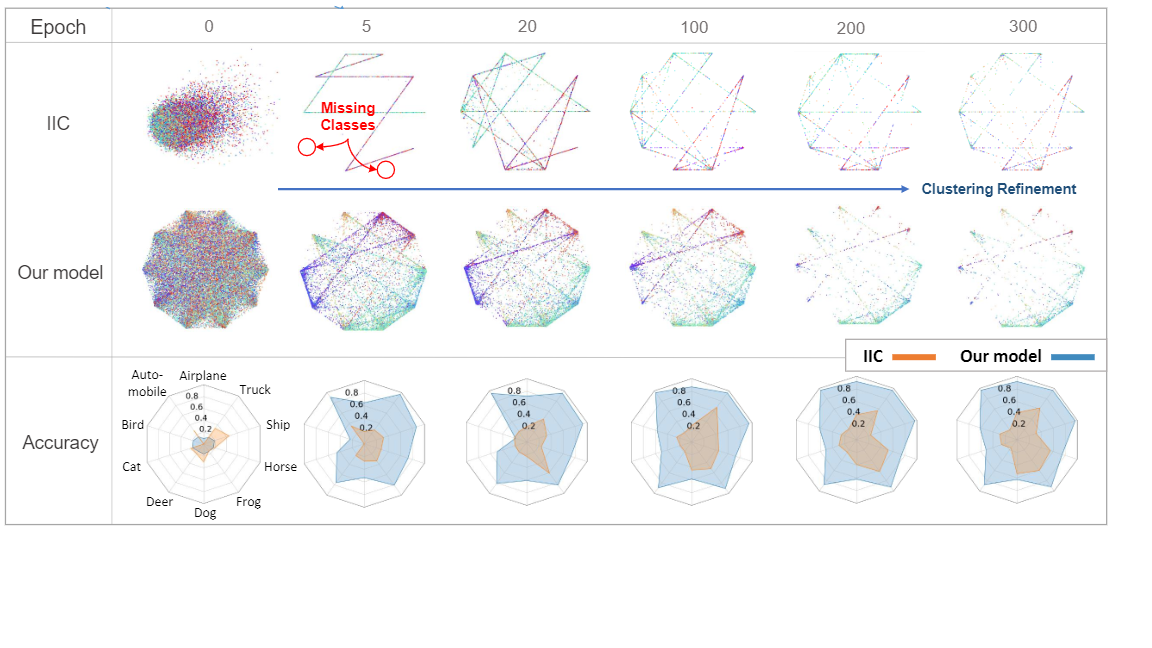 Epoch 0 5 20 100 200 300
IIC
Missing
Classes
Clustering Refinement
Our model
IIC Our model
Accuracy
Auto-
mobile
Airplane
Truck
Bird
Ship
Cat
Horse
Deer
Frog
Dog
0.8
0.6
0.4
0.2
0.8
0.6
0.4
0.2
0.8
0.6
0.4
0.2
0.8
0.6
0.4
0.2
0.8
0.6
0.4
0.2
0.8
0.6
0.4
0.2